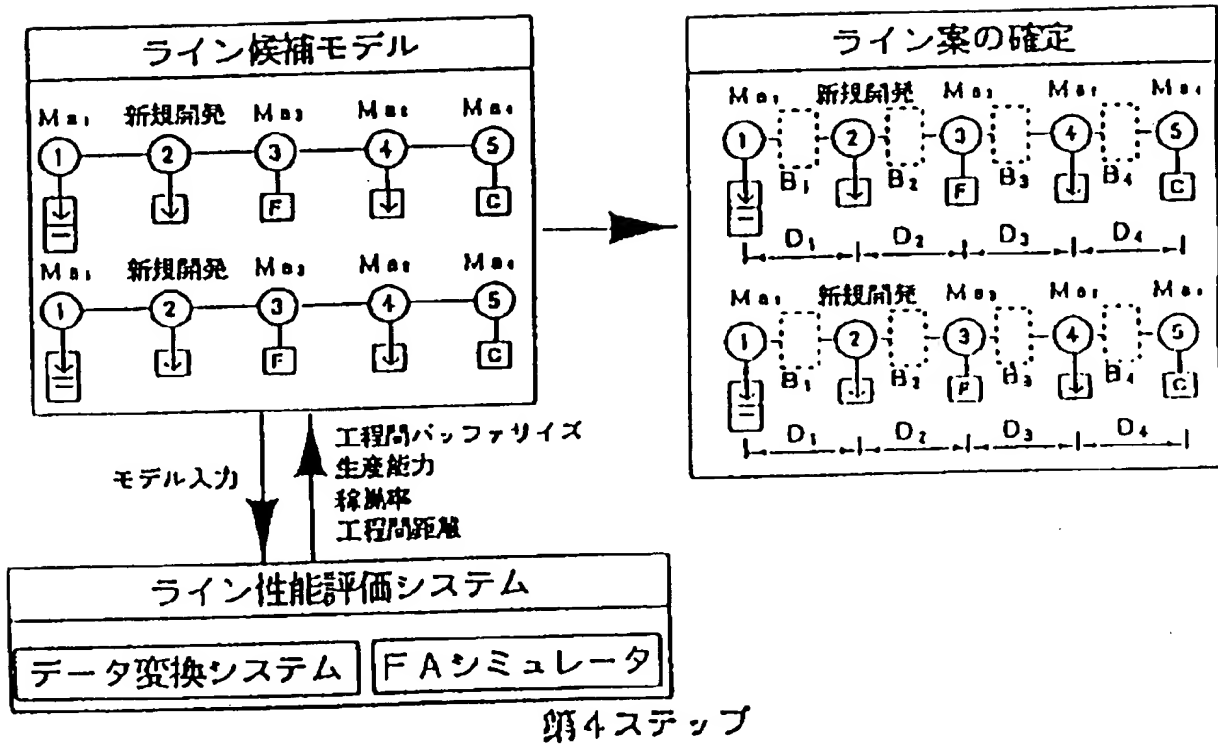 ライン候補モデル
Ma₁ 新規開発 Ma₃ Ma₂ Ma₄
1 2 3 4 5
F C
Ma₁ 新規開発 Ma₃ Ma₂ Ma₄
1 2 3 4 5
F C
ライン案の確定
Ma₁ 新規開発 Ma₃ Ma₂ Ma₄
1 2 3 4 5
B₁ B₂ B₃ B₄
F C
D₁ D₂ D₃ D₄
Ma₁ 新規開発 Ma₃ Ma₂ Ma₄
1 2 3 4 5
B₁ B₂ B₃ B₄
F C
D₁ D₂ D₃ D₄
モデル入力
工程間バッファサイズ
生産能力
稼働率
工程間距離
ライン性能評価システム
データ変換システム FAシミュレータ
第4ステップ